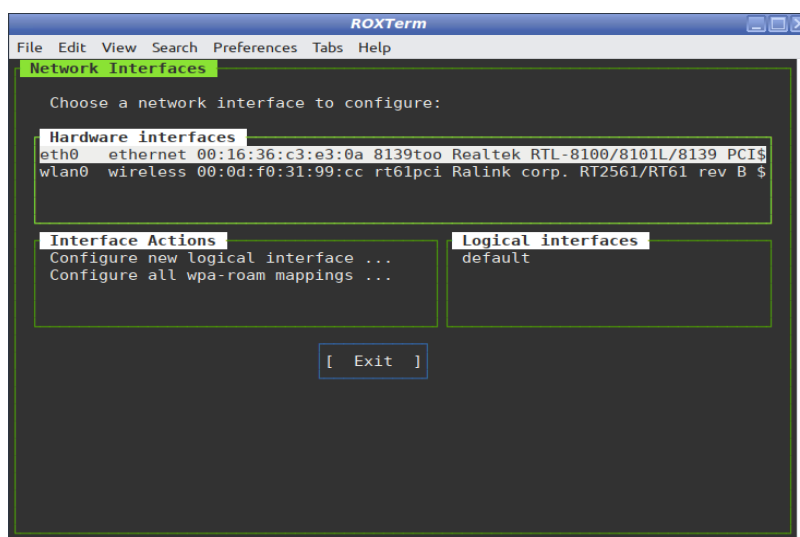 ROXTerm
File Edit View Search Preferences Tabs Help
Network Interfaces
Choose a network interface to configure:
Hardware interfaces
eth0 ethernet 00:16:36:c3:e3:0a 8139too Realtek RTL-8100/8101L/8139 PCI$
wlan0 wireless 00:0d:f0:31:99:cc rt61pci Ralink corp. RT2561/RT61 rev B $
Interface Actions
Configure new logical interface ...
Configure all wpa-roam mappings ...
Logical interfaces
default
[ Exit ]